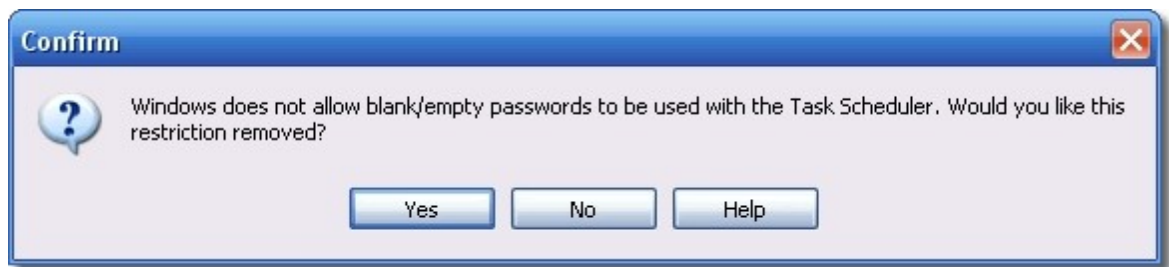 Confirm
Windows does not allow blank/empty passwords to be used with the Task Scheduler. Would you like this
restriction removed?
Yes No Help